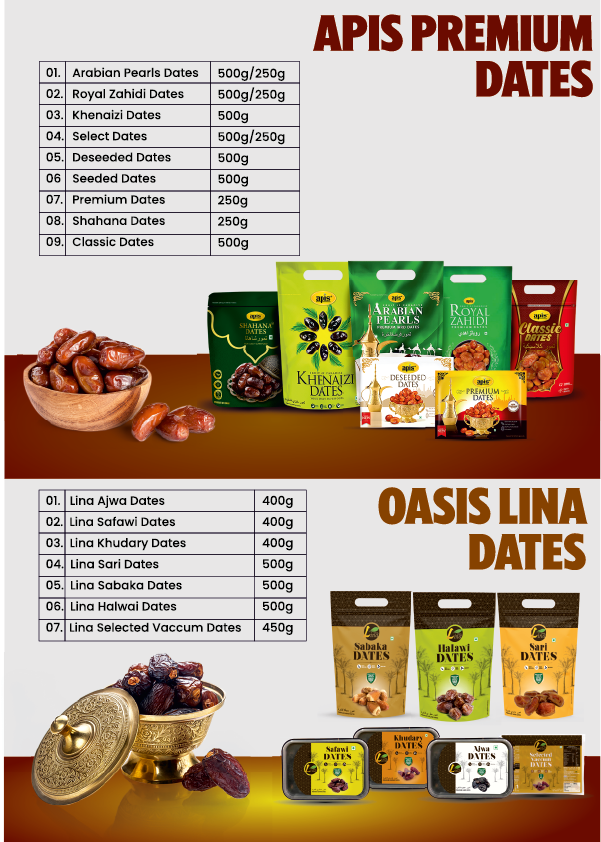 APIS PREMIUM
DATES
01. Arabian Pearls Dates 500g/250g
02. Royal Zahidi Dates 500g/250g
03. Khenaizi Dates 500g
04. Select Dates 500g/250g
05. Deseeded Dates 500g
06 Seeded Dates 500g
07. Premium Dates 250g
08. Shahana Dates 250g
09. Classic Dates 500g
apis
SHAHANA
DATES
apis
KHENAIZI
DATES
apis
ARABIAN
PEARLS
apis
ROYAL
ZAHIDI
apis
Classic
DATES
apis
DESEEDED
DATES
apis
PREMIUM
DATES
OASIS LINA
DATES
01. Lina Ajwa Dates 400g
02. Lina Safawi Dates 400g
03. Lina Khudary Dates 400g
04. Lina Sari Dates 500g
05. Lina Sabaka Dates 500g
06. Lina Halwai Dates 500g
07. Lina Selected Vaccum Dates 450g
Sabaka
DATES
Halawi
DATES
Sari
DATES
Safawi
DATES
Khudary
DATES
Ajwa
DATES
Selected
Vaccum
DATES